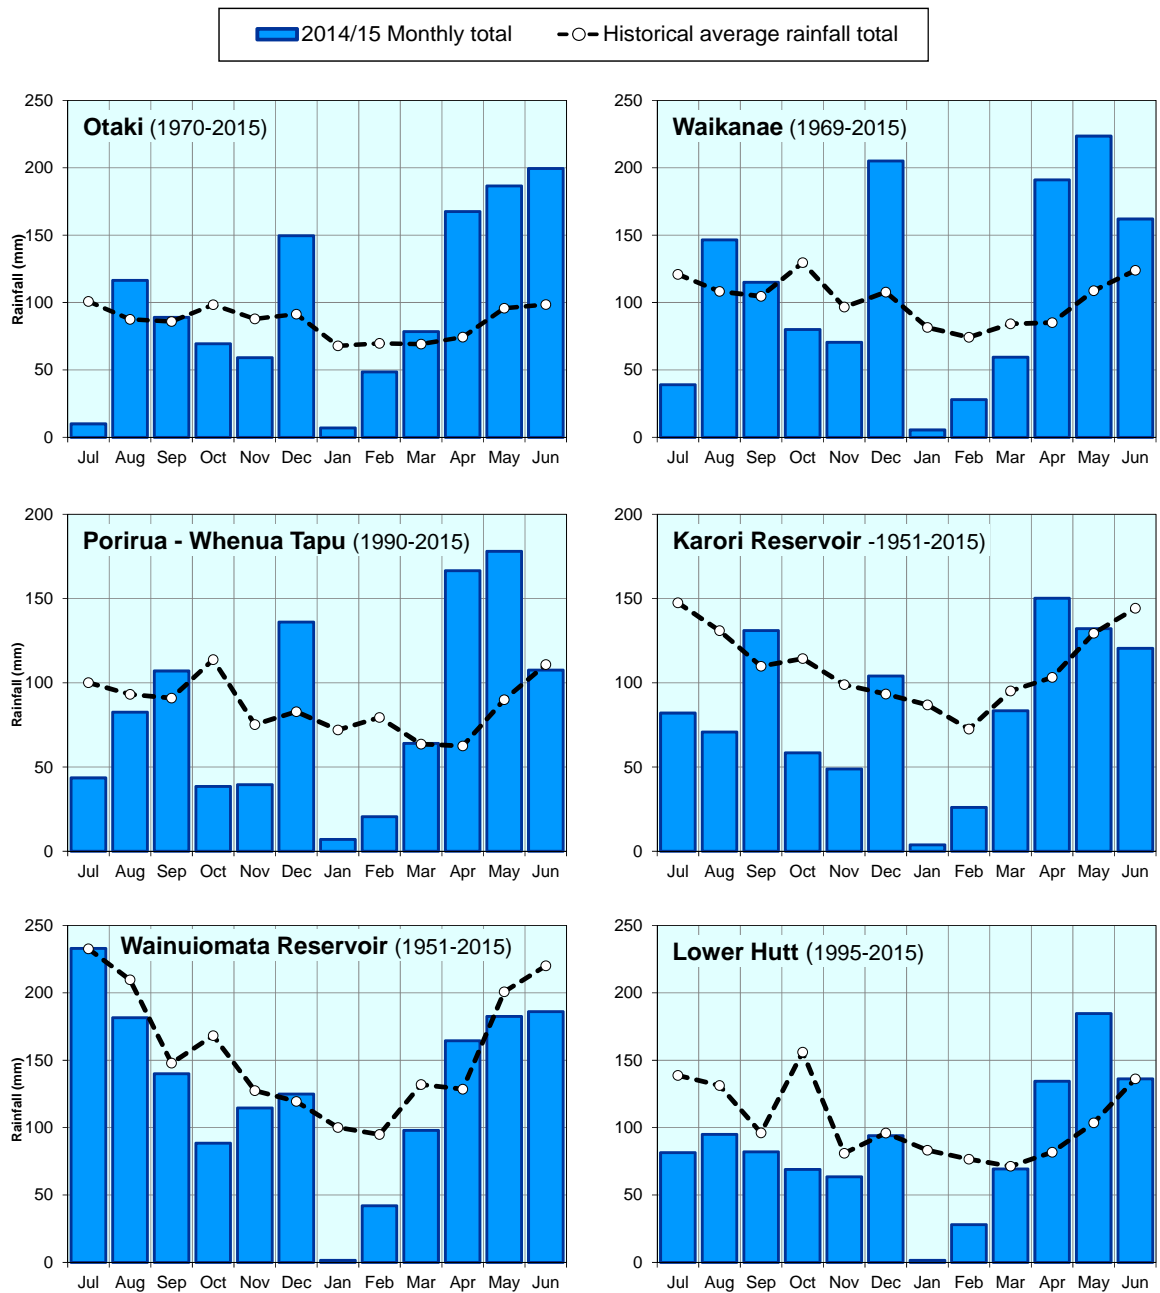 2014/15 Monthly total Historical average rainfall total
Otaki (1970-2015)
Rainfall (mm)
250
200
150
100
50
0
Jul Aug Sep Oct Nov Dec Jan Feb Mar Apr May Jun
Waikanae (1969-2015)
250
200
150
100
50
0
Jul Aug Sep Oct Nov Dec Jan Feb Mar Apr May Jun
Porirua - Whenua Tapu (1990-2015)
Rainfall (mm)
200
150
100
50
0
Jul Aug Sep Oct Nov Dec Jan Feb Mar Apr May Jun
Karori Reservoir -1951-2015)
200
150
100
50
0
Jul Aug Sep Oct Nov Dec Jan Feb Mar Apr May Jun
Wainuiomata Reservoir (1951-2015)
Rainfall (mm)
250
200
150
100
50
0
Jul Aug Sep Oct Nov Dec Jan Feb Mar Apr May Jun
Lower Hutt (1995-2015)
250
200
150
100
50
0
Jul Aug Sep Oct Nov Dec Jan Feb Mar Apr May Jun